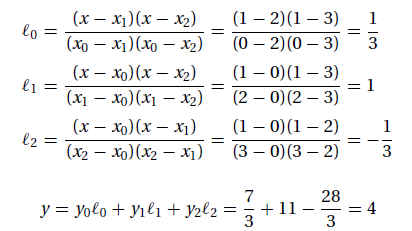 ℓ₀ = (x − x₁)(x − x₂) / (x₀ − x₁)(x₀ − x₂) = (1 − 2)(1 − 3) / (0 − 2)(0 − 3) = 1/3
ℓ₁ = (x − x₀)(x − x₂) / (x₁ − x₀)(x₁ − x₂) = (1 − 0)(1 − 3) / (2 − 0)(2 − 3) = 1
ℓ₂ = (x − x₀)(x − x₁) / (x₂ − x₀)(x₂ − x₁) = (1 − 0)(1 − 2) / (3 − 0)(3 − 2) = −1/3
y = y₀ℓ₀ + y₁ℓ₁ + y₂ℓ₂ = 7/3 + 11 − 28/3 = 4